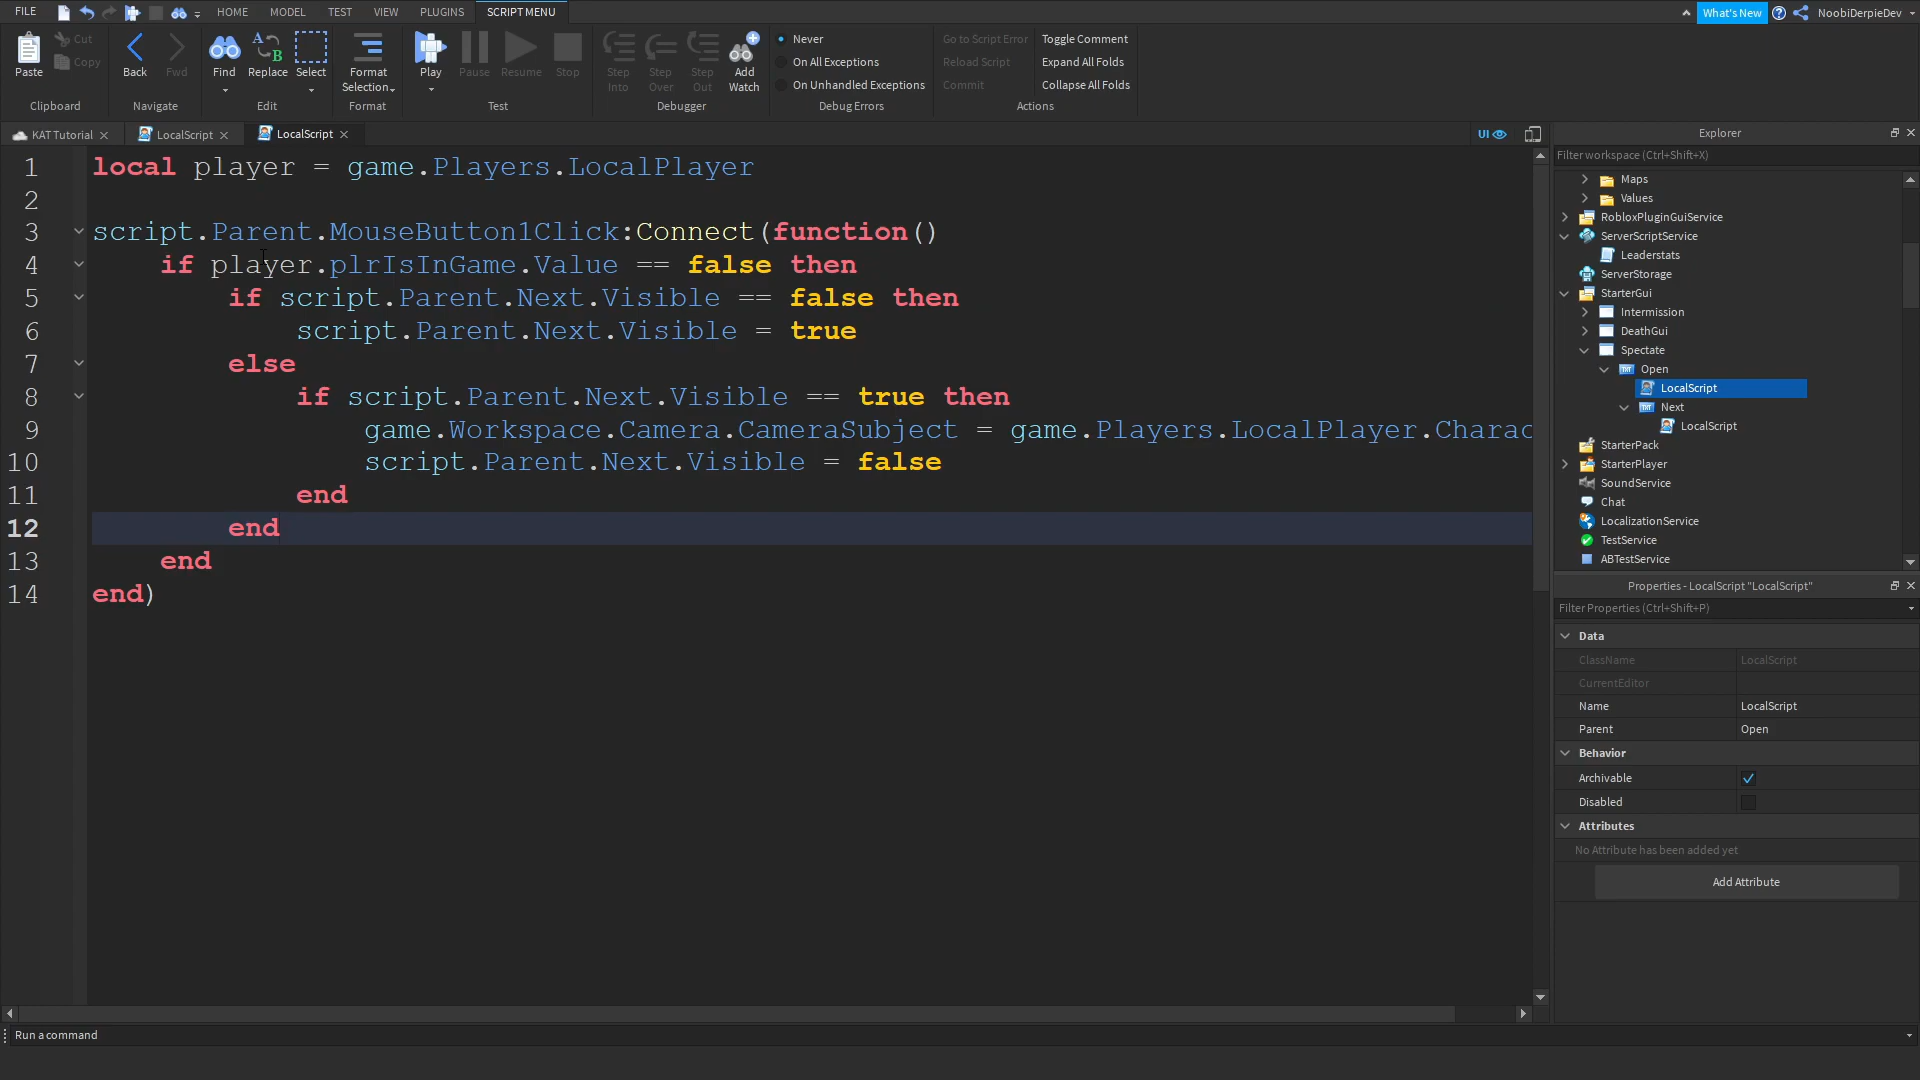 FILE HOME MODEL TEST VIEW PLUGINS SCRIPT MENU What's New NoobiDerpieDev
Paste Cut Copy Clipboard
Back Fwd Navigate
Find Replace Select Edit
Format Selection Format
Play Pause Resume Stop Test
Step Into Step Over Step Out Add Watch Debugger
Never
On All Exceptions
On Unhandled Exceptions
Debug Errors
Go to Script Error Toggle Comment
Reload Script Expand All Folds
Commit Collapse All Folds
Actions
KAT Tutorial LocalScript LocalScript UI
1 local player = game.Players.LocalPlayer
2
3 script.Parent.MouseButton1Click:Connect(function()
4 if player.plrIsInGame.Value == false then
5 if script.Parent.Next.Visible == false then
6 script.Parent.Next.Visible = true
7 else
8 if script.Parent.Next.Visible == true then
9 game.Workspace.Camera.CameraSubject = game.Players.LocalPlayer.Charac
10 script.Parent.Next.Visible = false
11 end
12 end
13 end
14 end)
Explorer
Filter workspace (Ctrl+Shift+X)
Maps
Values
RobloxPluginGuiService
ServerScriptService
Leaderstats
ServerStorage
StarterGui
Intermission
DeathGui
Spectate
TXT Open
LocalScript
TXT Next
LocalScript
StarterPack
StarterPlayer
SoundService
Chat
LocalizationService
TestService
ABTestService
Properties - LocalScript "LocalScript"
Filter Properties (Ctrl+Shift+P)
Data
ClassName LocalScript
CurrentEditor
Name LocalScript
Parent Open
Behavior
Archivable
Disabled
Attributes
No Attribute has been added yet
Add Attribute
Run a command